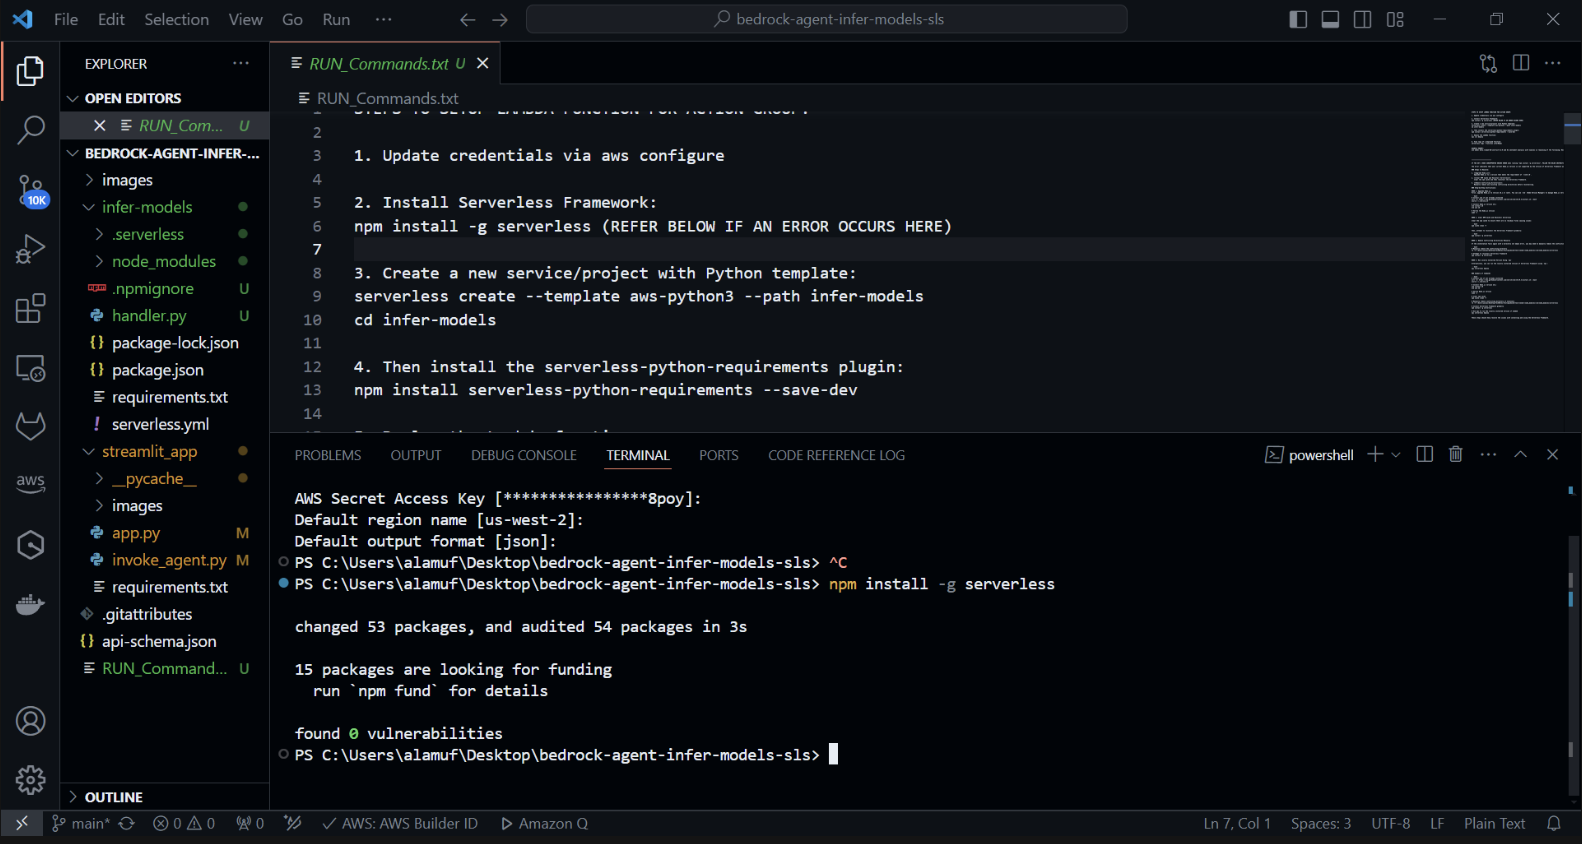 File Edit Selection View Go Run ··· bedrock-agent-infer-models-sls
EXPLORER ···
OPEN EDITORS
RUN_Com... U
BEDROCK-AGENT-INFER-...
images
infer-models
.serverless
node_modules
.npmignore U
handler.py U
package-lock.json
package.json
requirements.txt
serverless.yml
streamlit_app
__pycache__
images
app.py M
invoke_agent.py M
requirements.txt
.gitattributes
api-schema.json
RUN_Command... U
OUTLINE
10K
aws
RUN_Commands.txt U
RUN_Commands.txt
1 STEPS TO SETUP LAMBDA FUNCTION FOR ACTION GROUP:
2
3 1. Update credentials via aws configure
4
5 2. Install Serverless Framework:
6 npm install -g serverless (REFER BELOW IF AN ERROR OCCURS HERE)
7
8 3. Create a new service/project with Python template:
9 serverless create --template aws-python3 --path infer-models
10 cd infer-models
11
12 4. Then install the serverless-python-requirements plugin:
13 npm install serverless-python-requirements --save-dev
14
PROBLEMS OUTPUT DEBUG CONSOLE TERMINAL PORTS CODE REFERENCE LOG powershell
AWS Secret Access Key [****************8poy]:
Default region name [us-west-2]:
Default output format [json]:
PS C:\Users\alamuf\Desktop\bedrock-agent-infer-models-sls> ^C
PS C:\Users\alamuf\Desktop\bedrock-agent-infer-models-sls> npm install -g serverless
changed 53 packages, and audited 54 packages in 3s
15 packages are looking for funding
run `npm fund` for details
found 0 vulnerabilities
PS C:\Users\alamuf\Desktop\bedrock-agent-infer-models-sls>
main* 0 0 0 AWS: AWS Builder ID Amazon Q Ln 7, Col 1 Spaces: 3 UTF-8 LF Plain Text